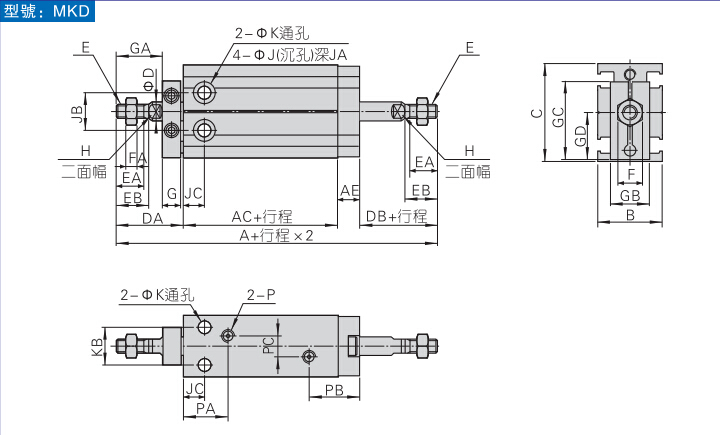 型號：MKD
2-ΦK通孔
4-ΦJ(沉孔)深JA
E
GA
E
ΦD
JB
H
二面幅
FA
EA
EB
G
JC
AE
H
二面幅
EA
EB
DA
AC+行程
DB+行程
A+行程×2
C
GC
GD
F
GB
B
2-ΦK通孔
2-P
KB
PC
JC
PA
PB